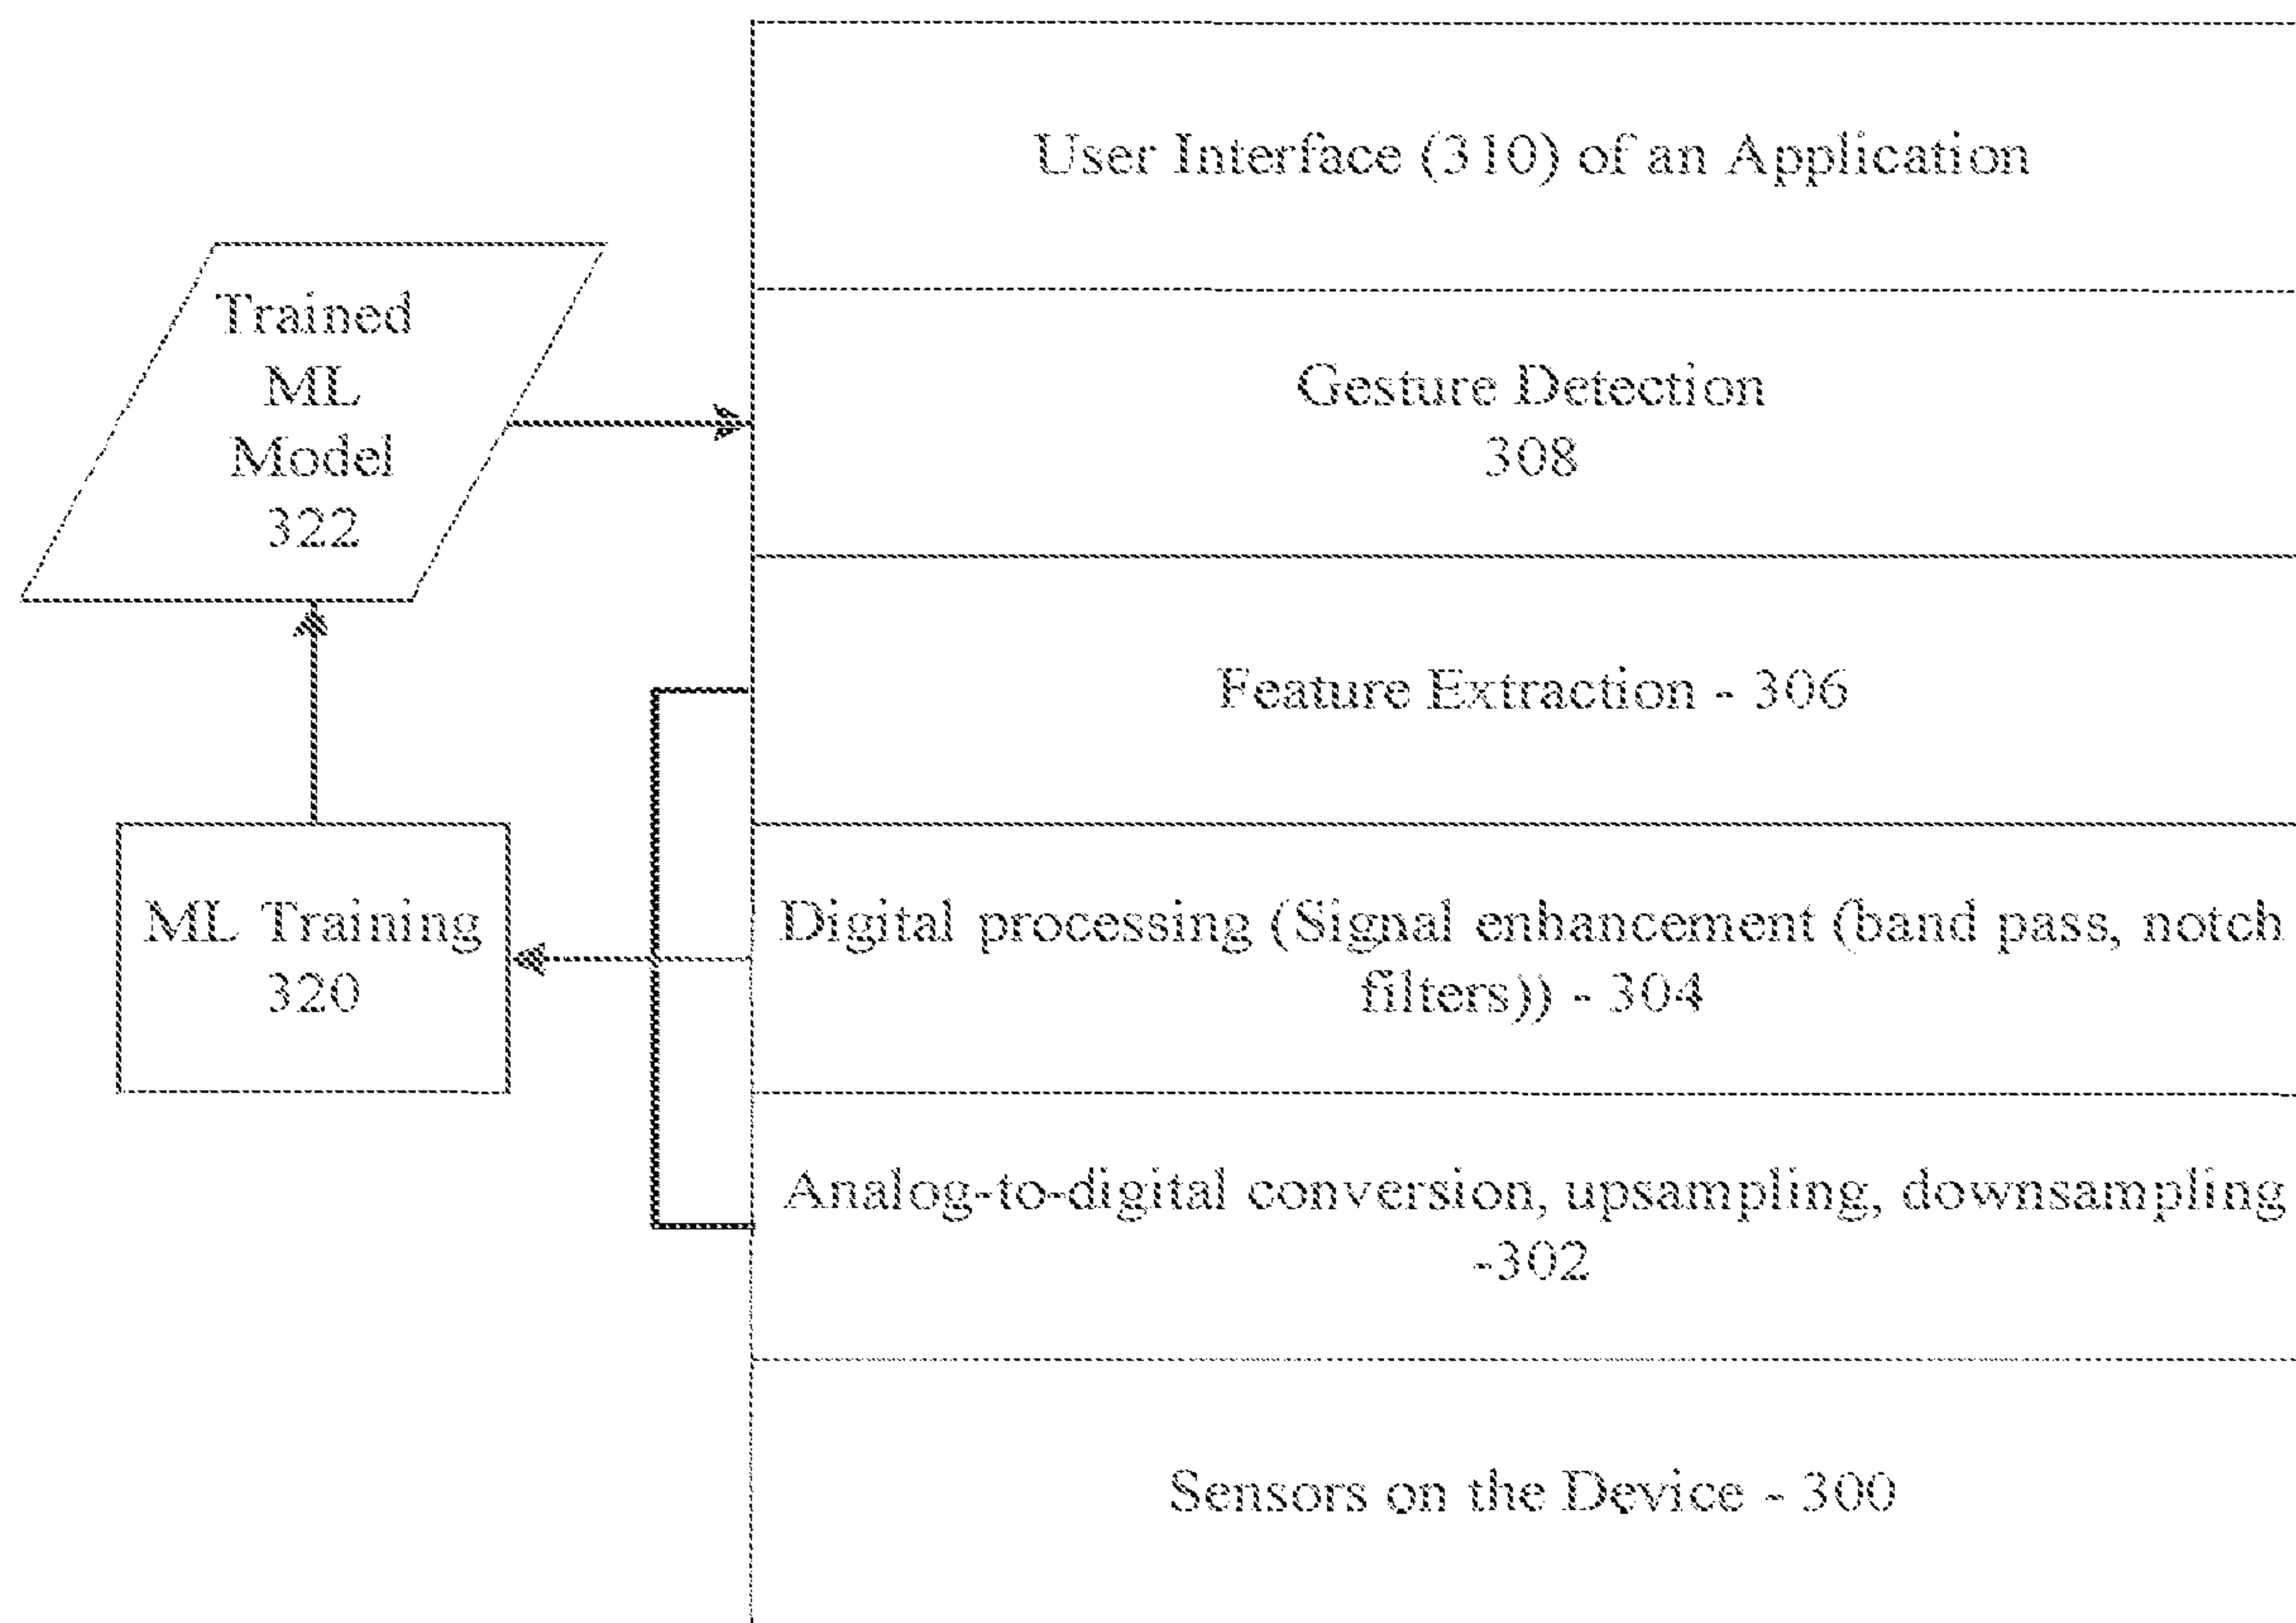 User Interface (310) of an Application
Trained
ML
Model
322
Gesture Detection
308
Feature Extraction - 306
ML Training
320
Digital processing (Signal enhancement (band pass, notch
filters)) - 304
Analog-to-digital conversion, upsampling, downsampling
-302
Sensors on the Device - 300